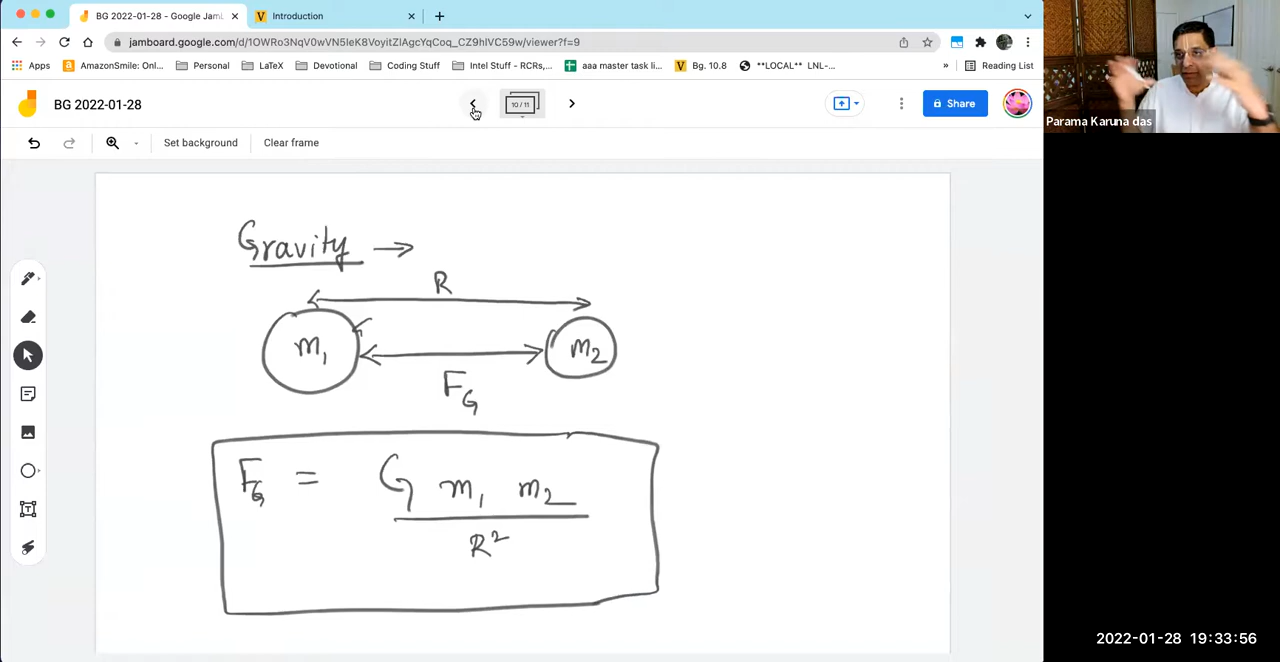 BG 2022-01-28 - Google Jam
Introduction
jamboard.google.com/d/1OWRo3NqV0wVN5leK8VoyitZlAgcYqCoq_CZ9hlVC59w/viewer?f=9
Apps
AmazonSmile: Onl...
Personal
LaTeX
Devotional
Coding Stuff
Intel Stuff - RCRs,...
aaa master task li...
Bg. 10.8
**LOCAL** LNL-...
»
Reading List
BG 2022-01-28
10 / 11
Share
Set background
Clear frame
Parama Karuna das
Gravity →
R
m₁ m₂
F_G
F_G = G m₁ m₂
R²
2022-01-28 19:33:56